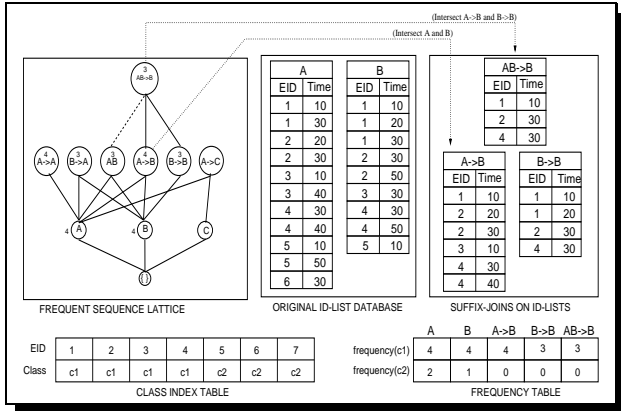 (Intersect A->B and B->B)
(Intersect A and B)
3
AB->B
4
A->A
3
B->A
3
AB
4
A->B
3
B->B
A->C
4 A
4 B
C
{ }
FREQUENT SEQUENCE LATTICE
A
EID Time
1 10
1 30
2 20
2 30
3 10
3 40
4 30
4 40
5 10
5 50
6 30
B
EID Time
1 10
1 20
1 30
2 30
2 50
3 30
4 30
4 50
5 10
ORIGINAL ID-LIST DATABASE
AB->B
EID Time
1 10
2 30
4 30
A->B
EID Time
1 10
2 20
2 30
3 10
4 30
4 40
B->B
EID Time
1 10
1 20
2 30
4 30
SUFFIX-JOINS ON ID-LISTS
EID 1 2 3 4 5 6 7
Class c1 c1 c1 c1 c2 c2 c2
CLASS INDEX TABLE
A B A->B B->B AB->B
frequency(c1) 4 4 4 3 3
frequency(c2) 2 1 0 0 0
FREQUENCY TABLE